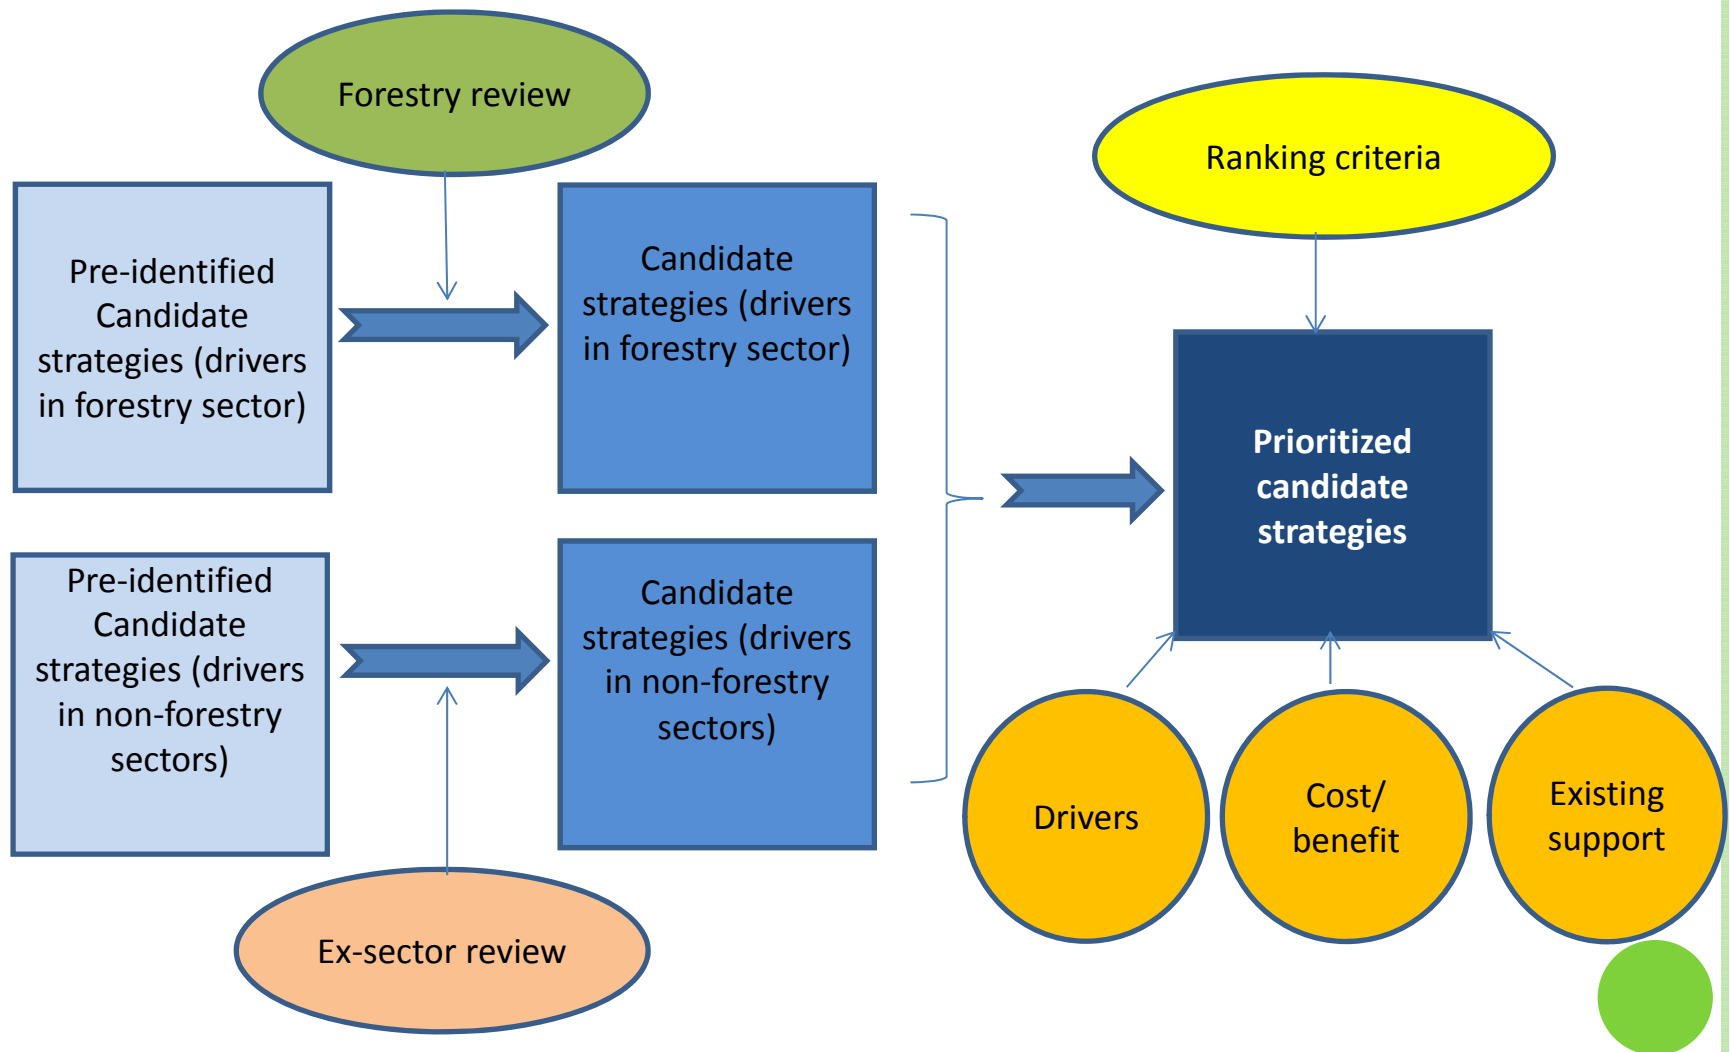 Forestry review
Ranking criteria
Pre-identified
Candidate
strategies (drivers
in forestry sector)
Candidate
strategies (drivers
in forestry sector)
Prioritized
candidate
strategies
Pre-identified
Candidate
strategies (drivers
in non-forestry
sectors)
Candidate
strategies (drivers
in non-forestry
sectors)
Drivers
Cost/
benefit
Existing
support
Ex-sector review